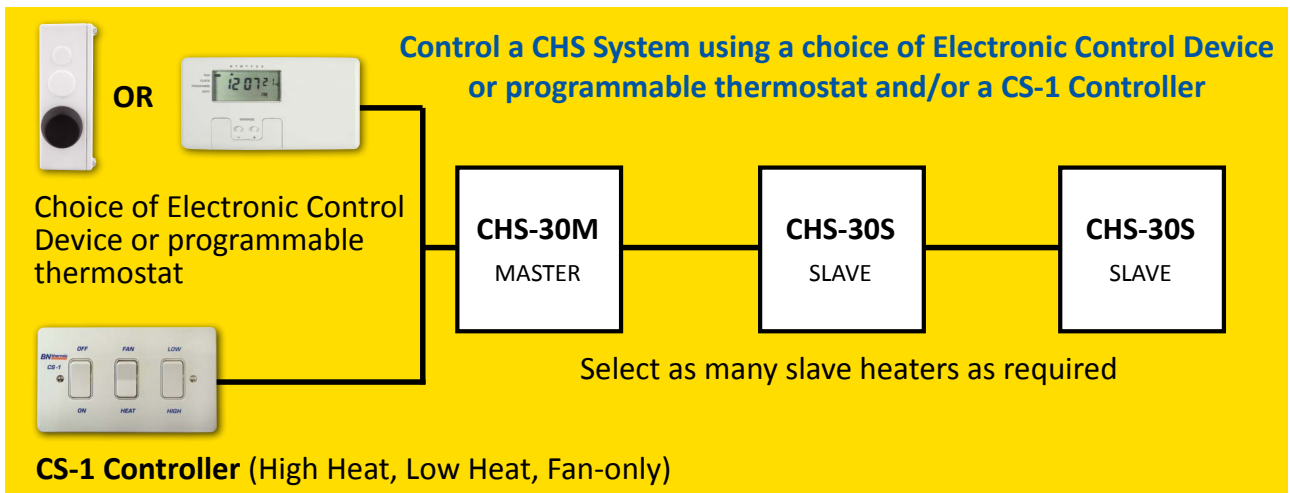 Control a CHS System using a choice of Electronic Control Device
or programmable thermostat and/or a CS-1 Controller
OR
Choice of Electronic Control
Device or programmable
thermostat
CHS-30M
MASTER
CHS-30S
SLAVE
CHS-30S
SLAVE
Select as many slave heaters as required
BN thermic
CS-1
OFF FAN LOW
ON HEAT HIGH
CS-1 Controller (High Heat, Low Heat, Fan-only)